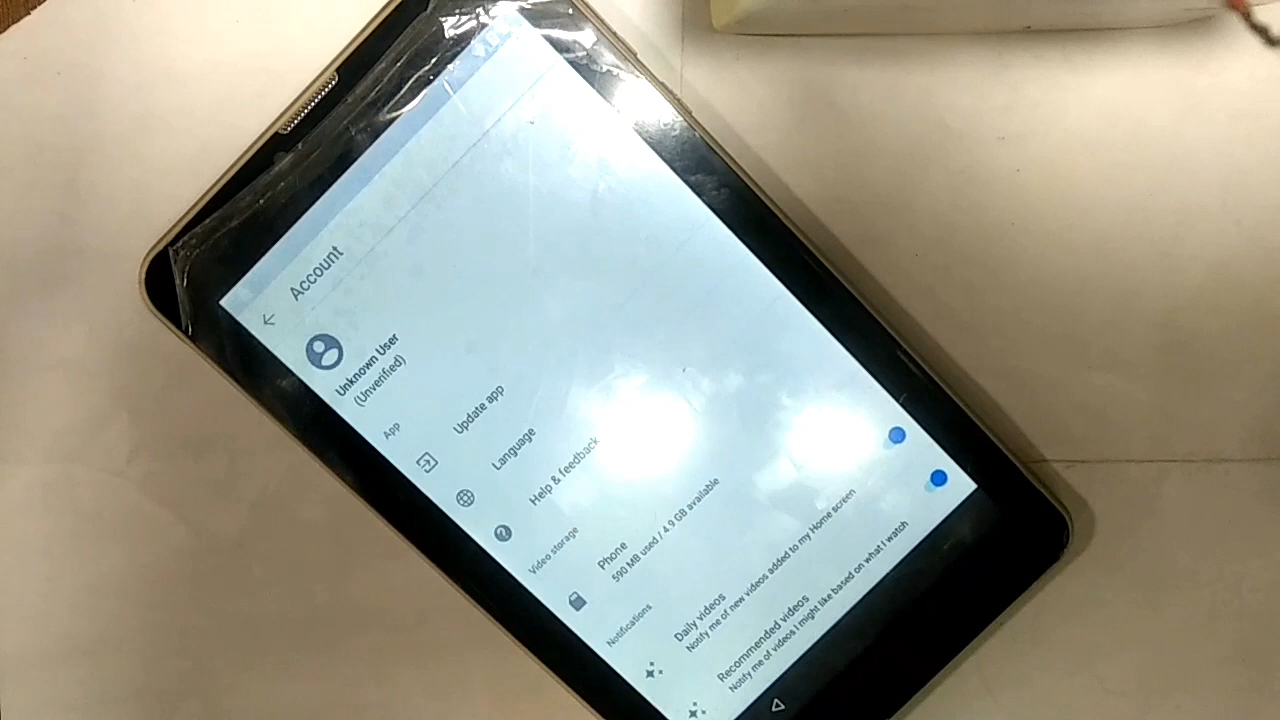 Account
Unknown User
(Unverified)
App
Update app
Language
Help & feedback
Video storage
Phone
590 MB used / 4.9 GB available
Notifications
Daily videos
Notify me of new videos added to my Home screen
Recommended videos
Notify me of videos I might like based on what I watch